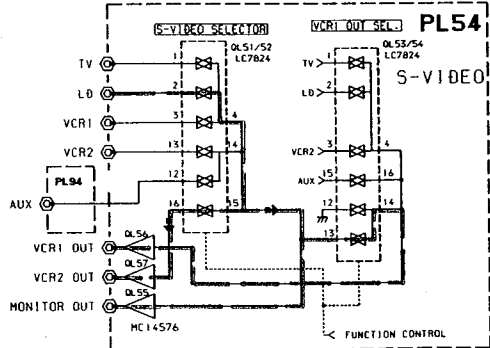 S-VIDEO SELECTOR
VCR1 OUT SEL.
PL54
QL51/52
LC7824
QL53/54
LC7824
S-VIDEO
TV
1
TV
1
LD
2
LD
2
VCR1
3
4
VCR2
13
14
VCR2
3
4
PL94
12
AUX
15
16
AUX
16
15
12
14
13
VCR1 OUT
QL56
VCR2 OUT
QL57
MONITOR OUT
QL55
MC14576
FUNCTION CONTROL